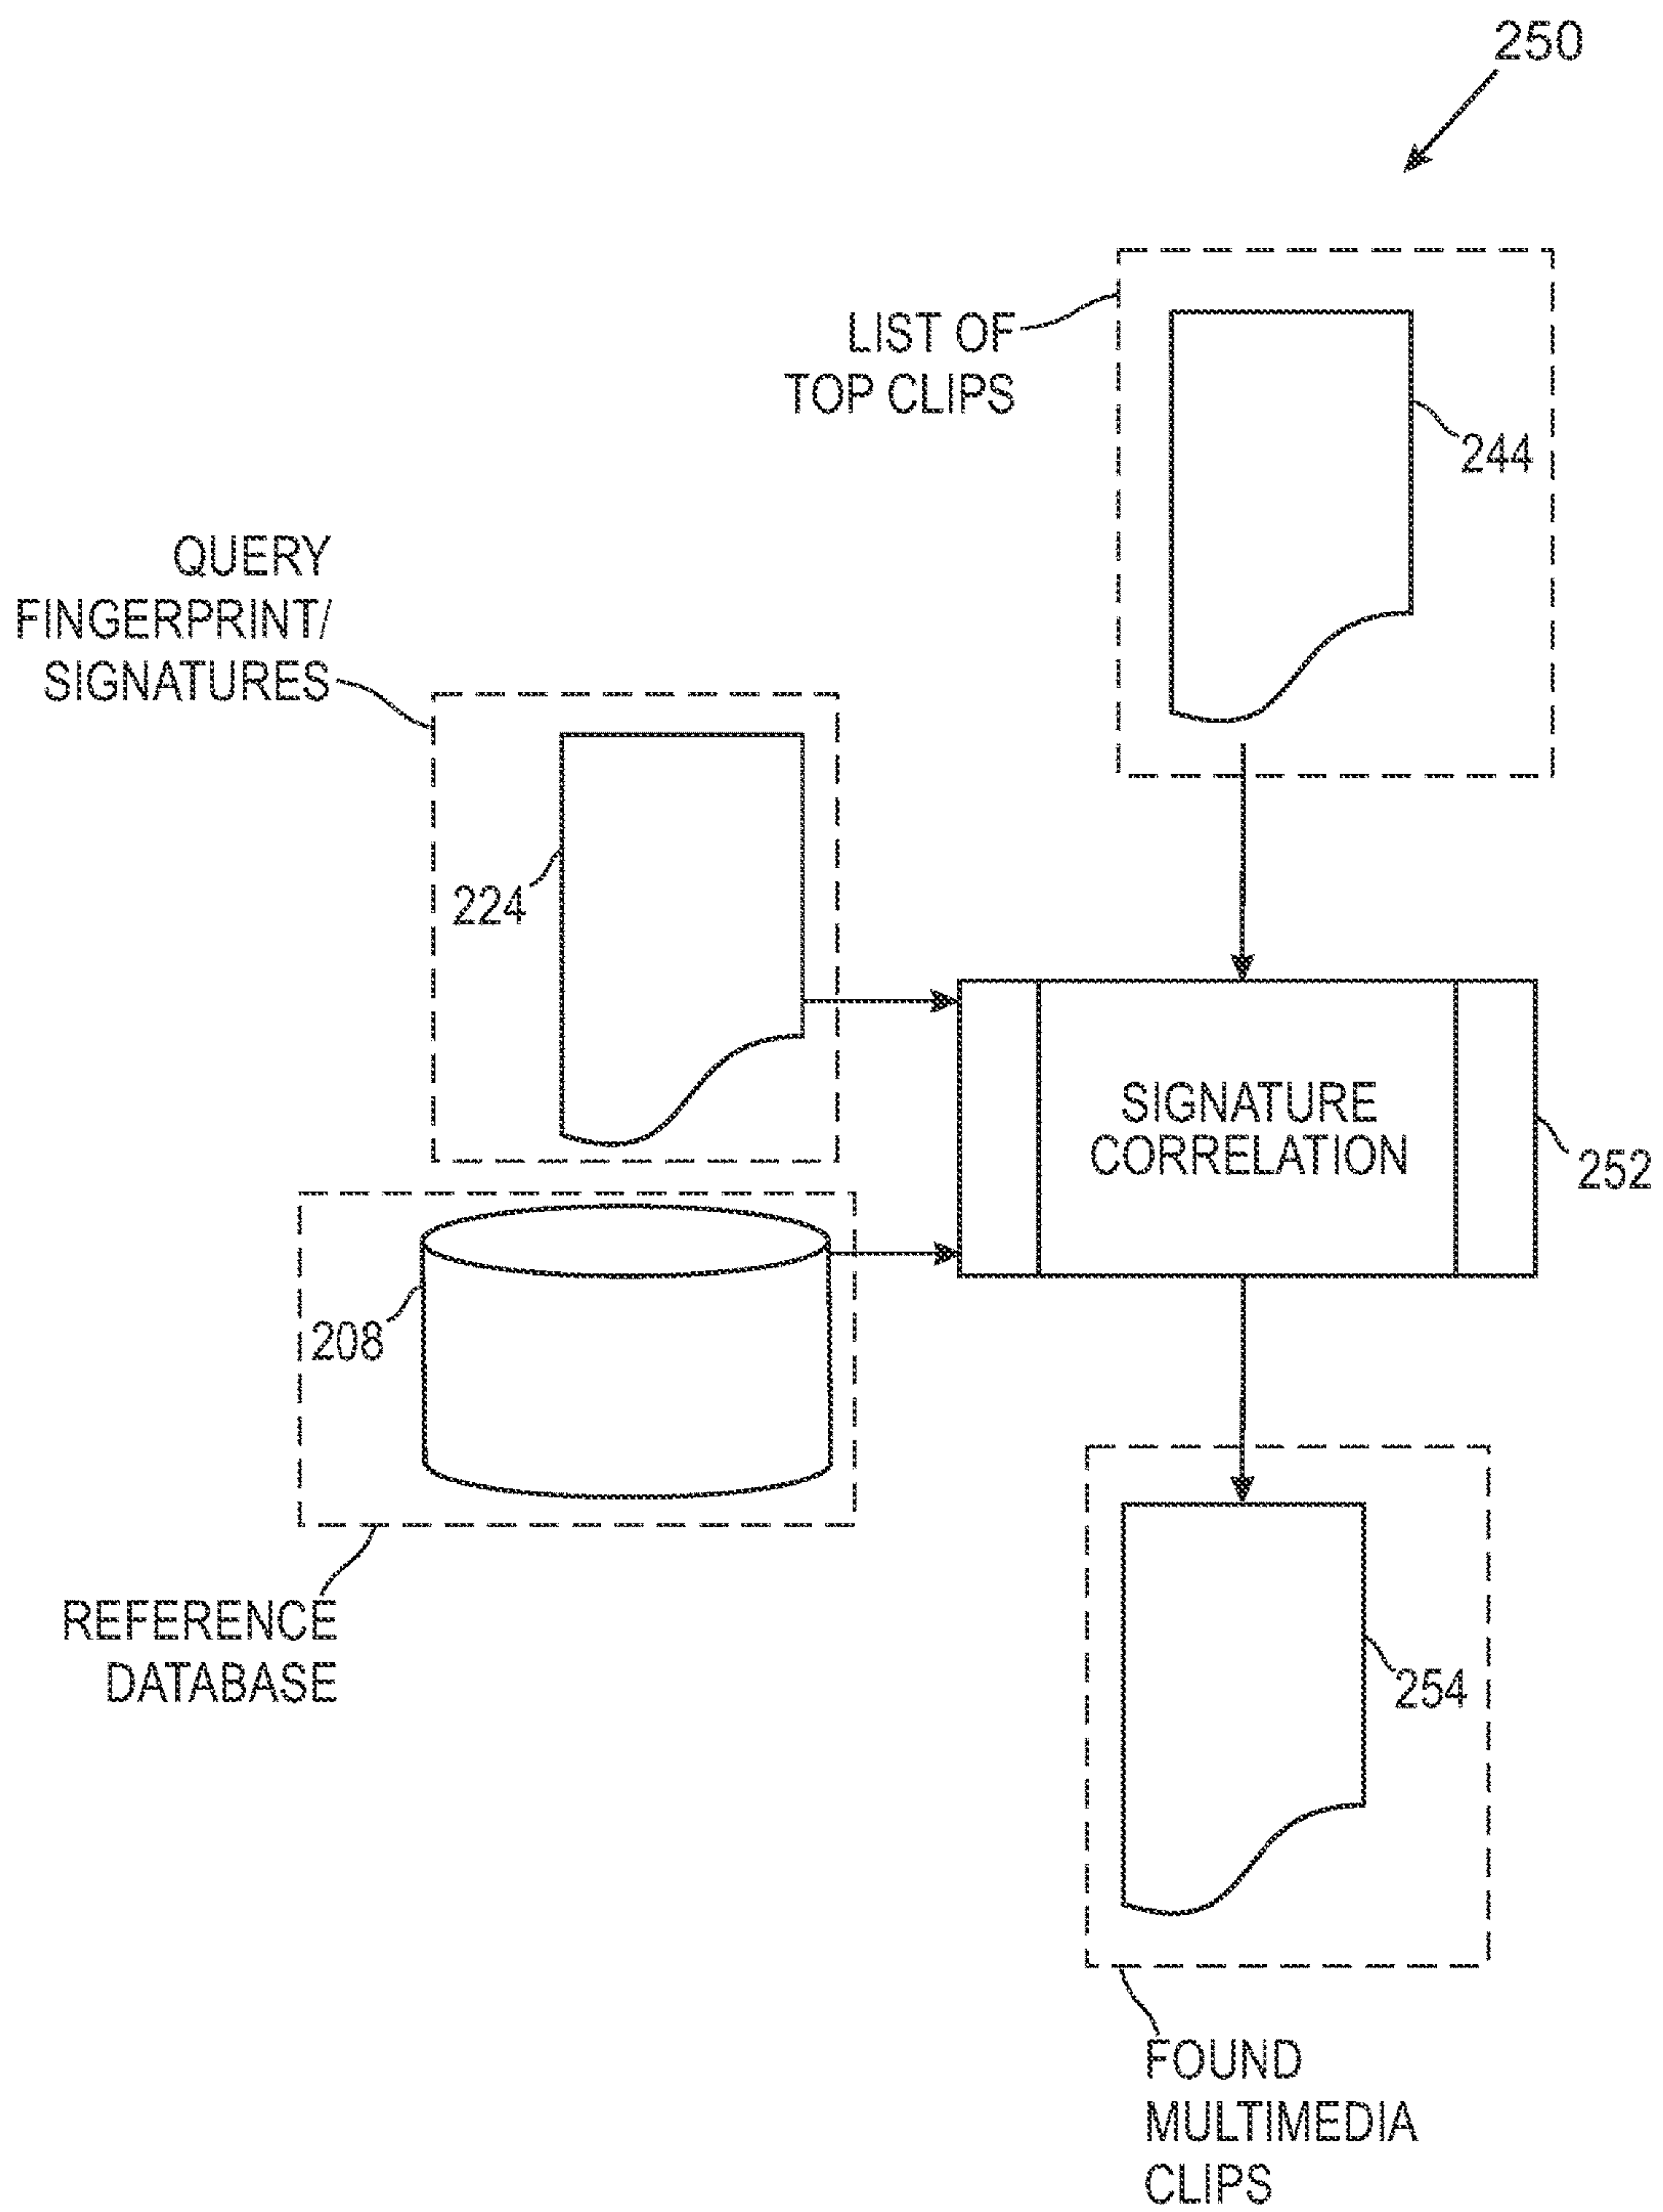 250
LIST OF
TOP CLIPS
244
QUERY
FINGERPRINT/
SIGNATURES
224
SIGNATURE
CORRELATION
252
208
REFERENCE
DATABASE
254
FOUND
MULTIMEDIA
CLIPS